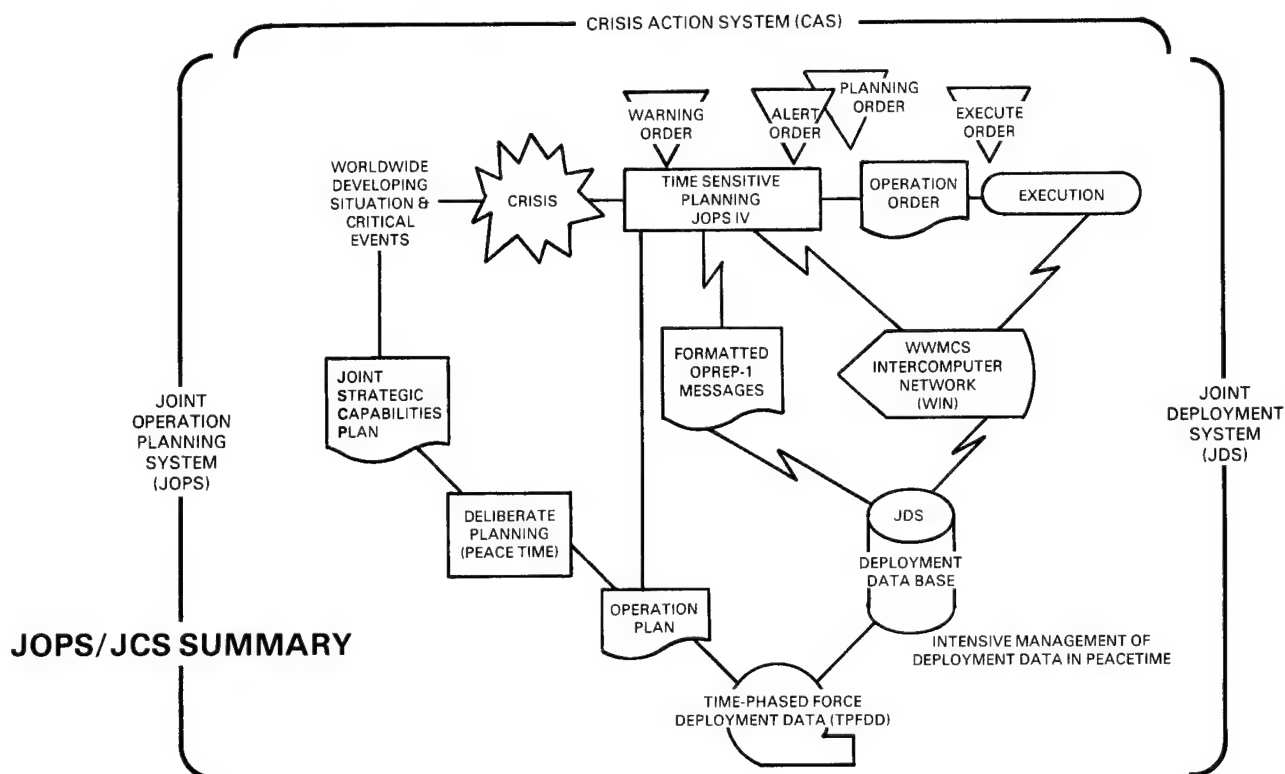 CRISIS ACTION SYSTEM (CAS)
WARNING
ORDER
ALERT
ORDER
PLANNING
ORDER
EXECUTE
ORDER
WORLDWIDE
DEVELOPING
SITUATION &
CRITICAL
EVENTS
CRISIS
TIME SENSITIVE
PLANNING
JOPS IV
OPERATION
ORDER
EXECUTION
JOINT
OPERATION
PLANNING
SYSTEM
(JOPS)
JOINT
STRATEGIC
CAPABILITIES
PLAN
FORMATTED
OPREP-1
MESSAGES
WWMCS
INTERCOMPUTER
NETWORK
(WIN)
JOINT
DEPLOYMENT
SYSTEM
(JDS)
DELIBERATE
PLANNING
(PEACE TIME)
JDS
DEPLOYMENT
DATA BASE
OPERATION
PLAN
JOPS/JCS SUMMARY
INTENSIVE MANAGEMENT OF
DEPLOYMENT DATA IN PEACETIME
TIME-PHASED FORCE
DEPLOYMENT DATA (TPFDD)